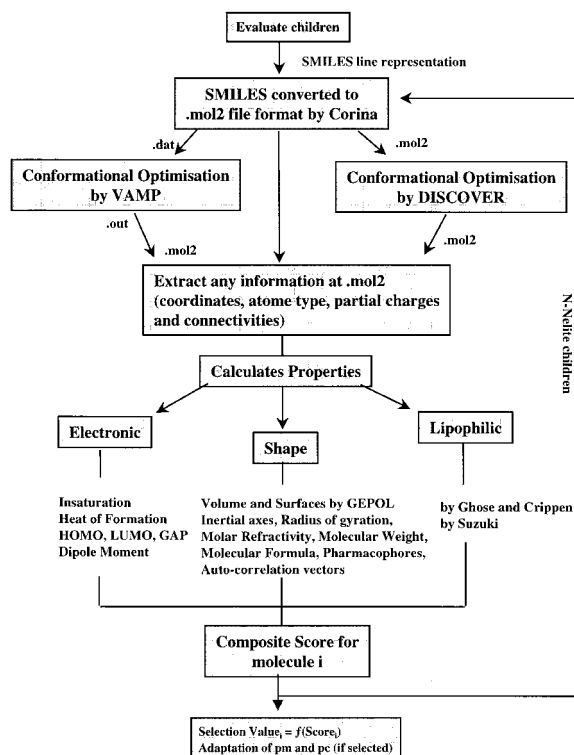 Evaluate children
SMILES line representation
SMILES converted to
.mol2 file format by Corina
.dat
.mol2
Conformational Optimisation
by VAMP
Conformational Optimisation
by DISCOVER
.out
.mol2
.mol2
Extract any information at .mol2
(coordinates, atome type, partial charges
and connectivities)
N-Nelite children
Calculates Properties
Electronic
Shape
Lipophilic
Insaturation
Heat of Formation
HOMO, LUMO, GAP
Dipole Moment
Volume and Surfaces by GEPOL
Inertial axes, Radius of gyration,
Molar Refractivity, Molecular Weight,
Molecular Formula, Pharmacophores,
Auto-correlation vectors
by Ghose and Crippen
by Suzuki
Composite Score for
molecule i
Selection Valueᵢ = f(Scoreᵢ)
Adaptation of pm and pc (if selected)